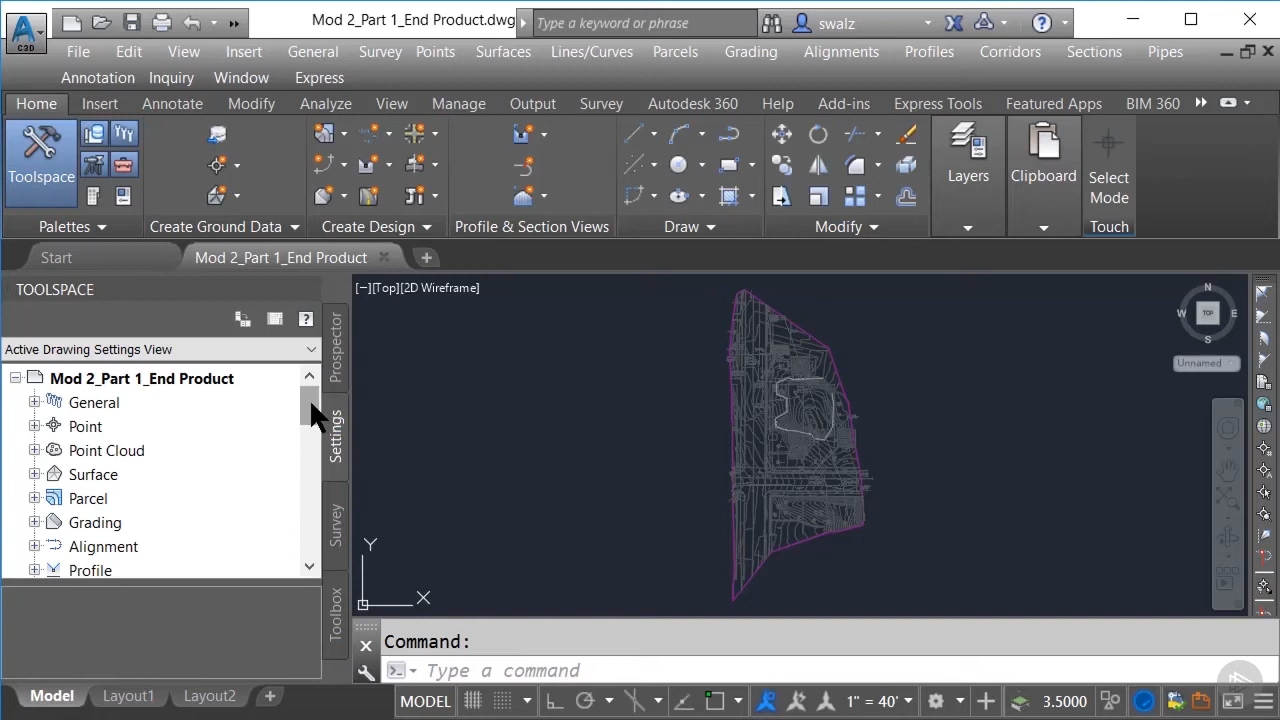 Mod 2_Part 1_End Product.dwg
Type a keyword or phrase
swalz
A
C3D
File Edit View Insert General Survey Points Surfaces Lines/Curves Parcels Grading Alignments Profiles Corridors Sections Pipes
Annotation Inquiry Window Express
Home Insert Annotate Modify Analyze View Manage Output Survey Autodesk 360 Help Add-ins Express Tools Featured Apps BIM 360
Toolspace
Layers
Clipboard
Select
Mode
Palettes Create Ground Data Create Design Profile & Section Views Draw Modify Touch
Start Mod 2_Part 1_End Product
TOOLSPACE
Active Drawing Settings View
Mod 2_Part 1_End Product
General
Point
Point Cloud
Surface
Parcel
Grading
Alignment
Profile
Prospector
Settings
Survey
Toolbox
[−][Top][2D Wireframe]
N
W TOP E
S
Unnamed
Y
X
Command:
Type a command
Model Layout1 Layout2
MODEL 1" = 40' 3.5000